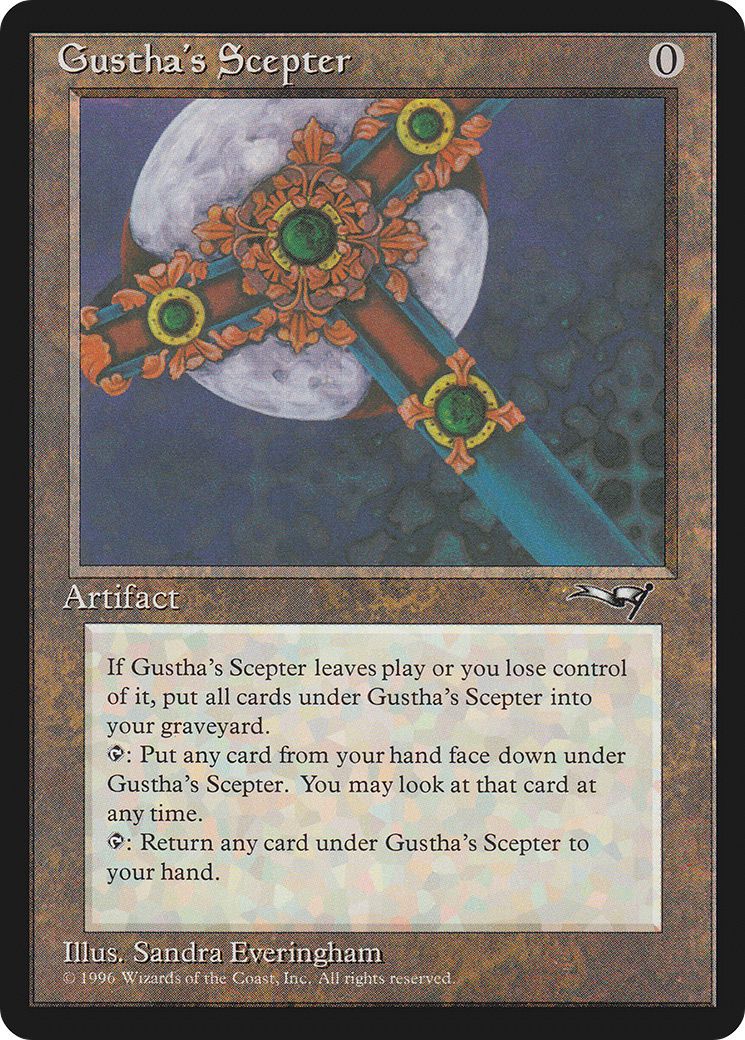 Gustha's Scepter
0
Artifact
If Gustha's Scepter leaves play or you lose control
of it, put all cards under Gustha's Scepter into
your graveyard.
: Put any card from your hand face down under
Gustha's Scepter. You may look at that card at
any time.
: Return any card under Gustha's Scepter to
your hand.
Illus. Sandra Everingham
© 1996 Wizards of the Coast, Inc. All rights reserved.